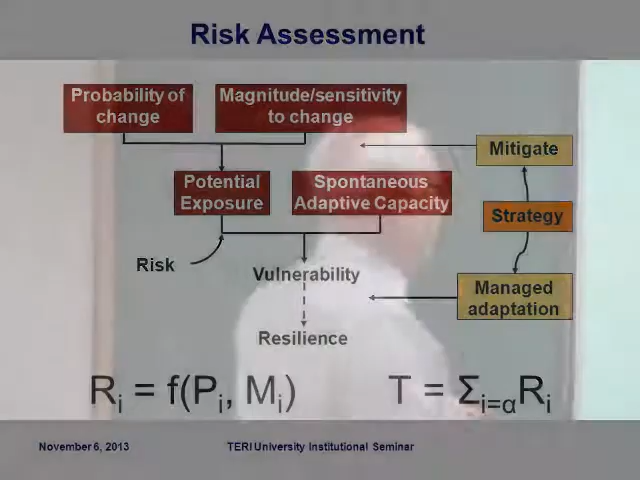 Risk Assessment
Probability of
change
Magnitude/sensitivity
to change
Mitigate
Potential
Exposure
Spontaneous
Adaptive Capacity
Strategy
Risk
Vulnerability
Managed
adaptation
Resilience
Rᵢ = f(Pᵢ, Mᵢ)
T = Σᵢ₌αRᵢ
November 6, 2013
TERI University Institutional Seminar